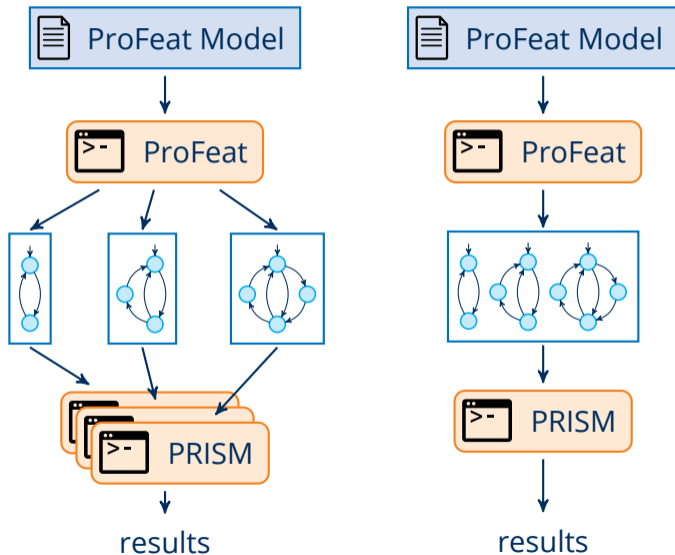 ProFeat Model
ProFeat
PRISM
results
ProFeat Model
ProFeat
PRISM
results